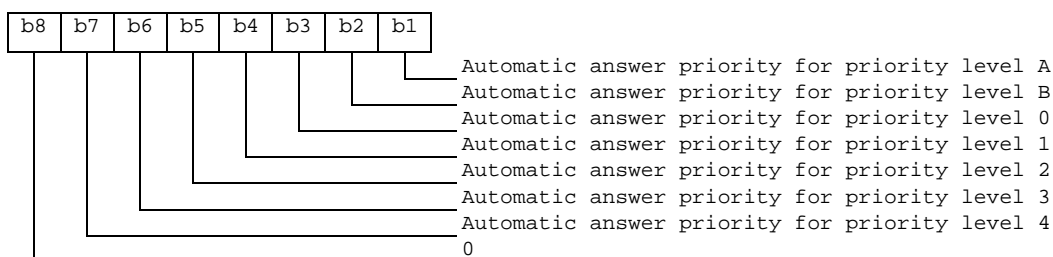 b8 b7 b6 b5 b4 b3 b2 b1
Automatic answer priority for priority level A
Automatic answer priority for priority level B
Automatic answer priority for priority level 0
Automatic answer priority for priority level 1
Automatic answer priority for priority level 2
Automatic answer priority for priority level 3
Automatic answer priority for priority level 4
0